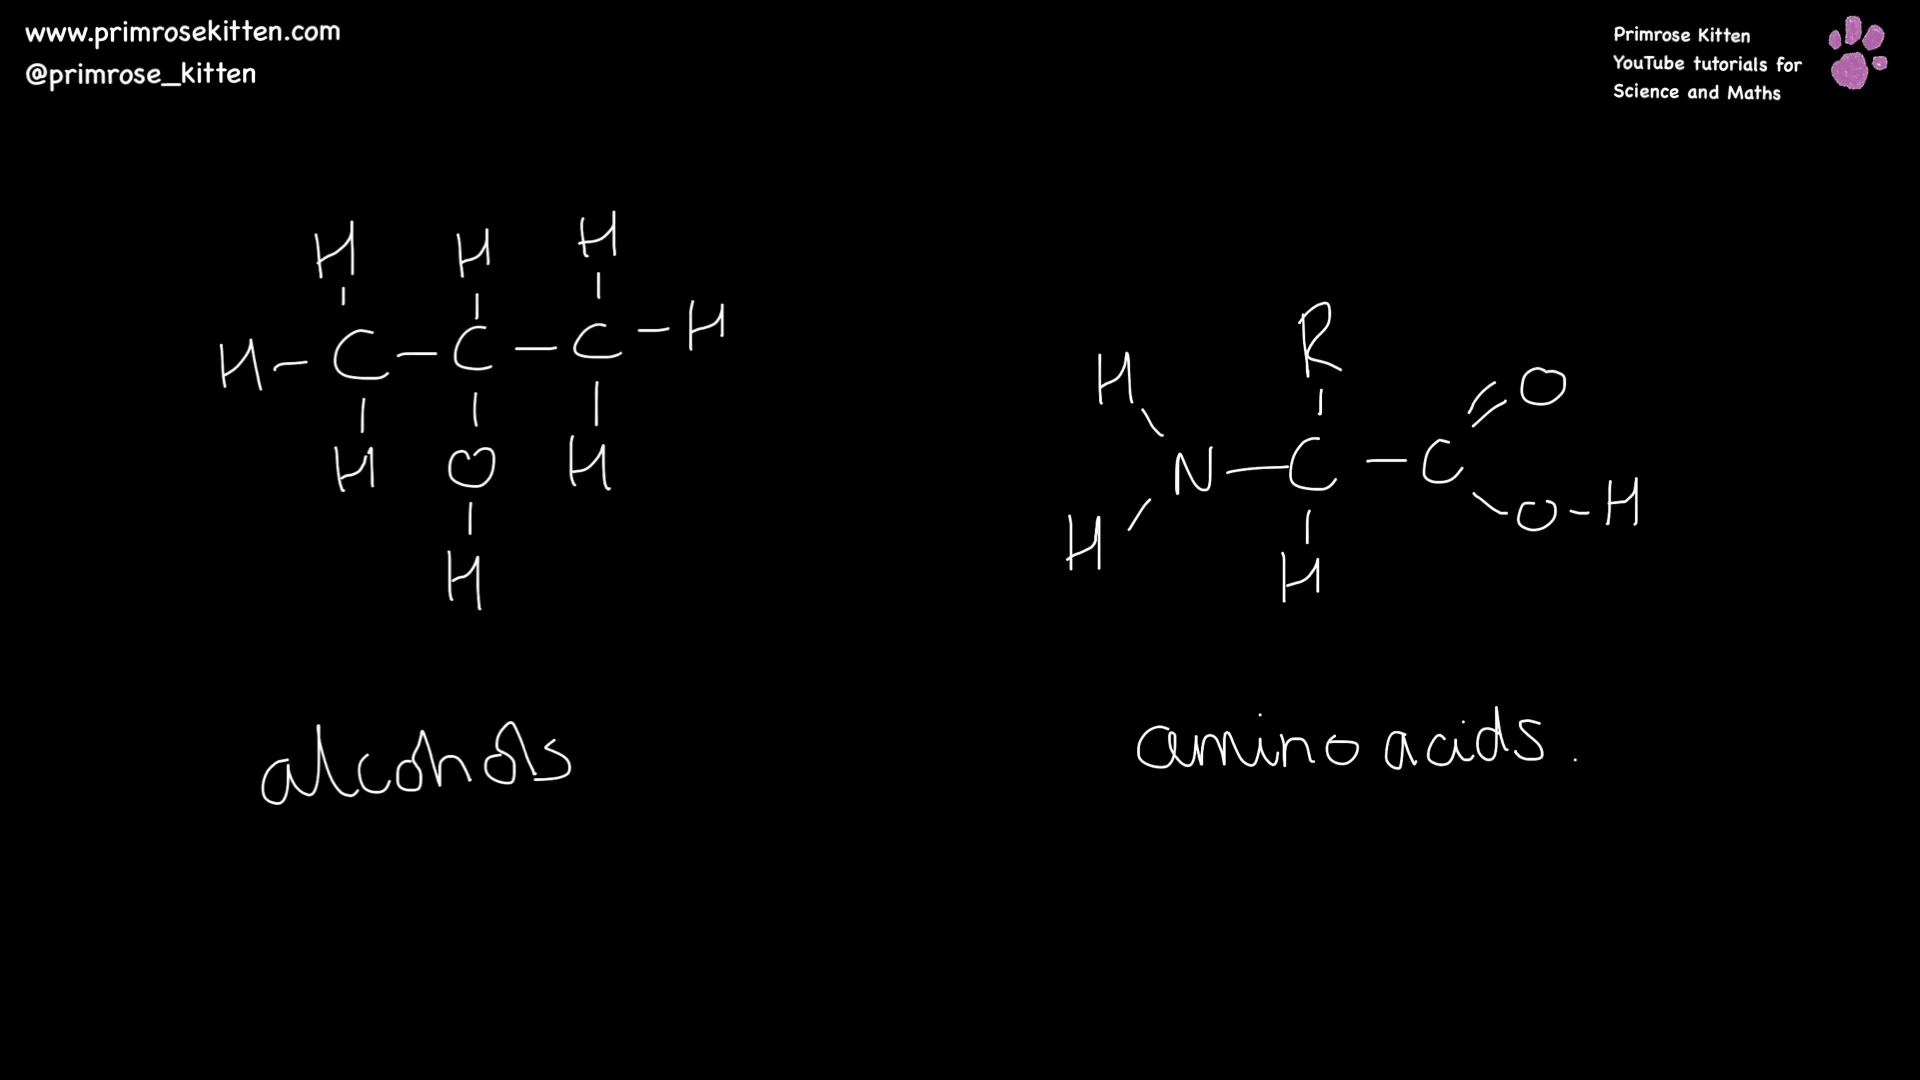 www.primrosekitten.com
@primrose_kitten
Primrose Kitten
YouTube tutorials for
Science and Maths
H H H
H - C - C - C - H
H O H
H
R
H O
N - C - C
H O - H
H
alcohols
amino acids.